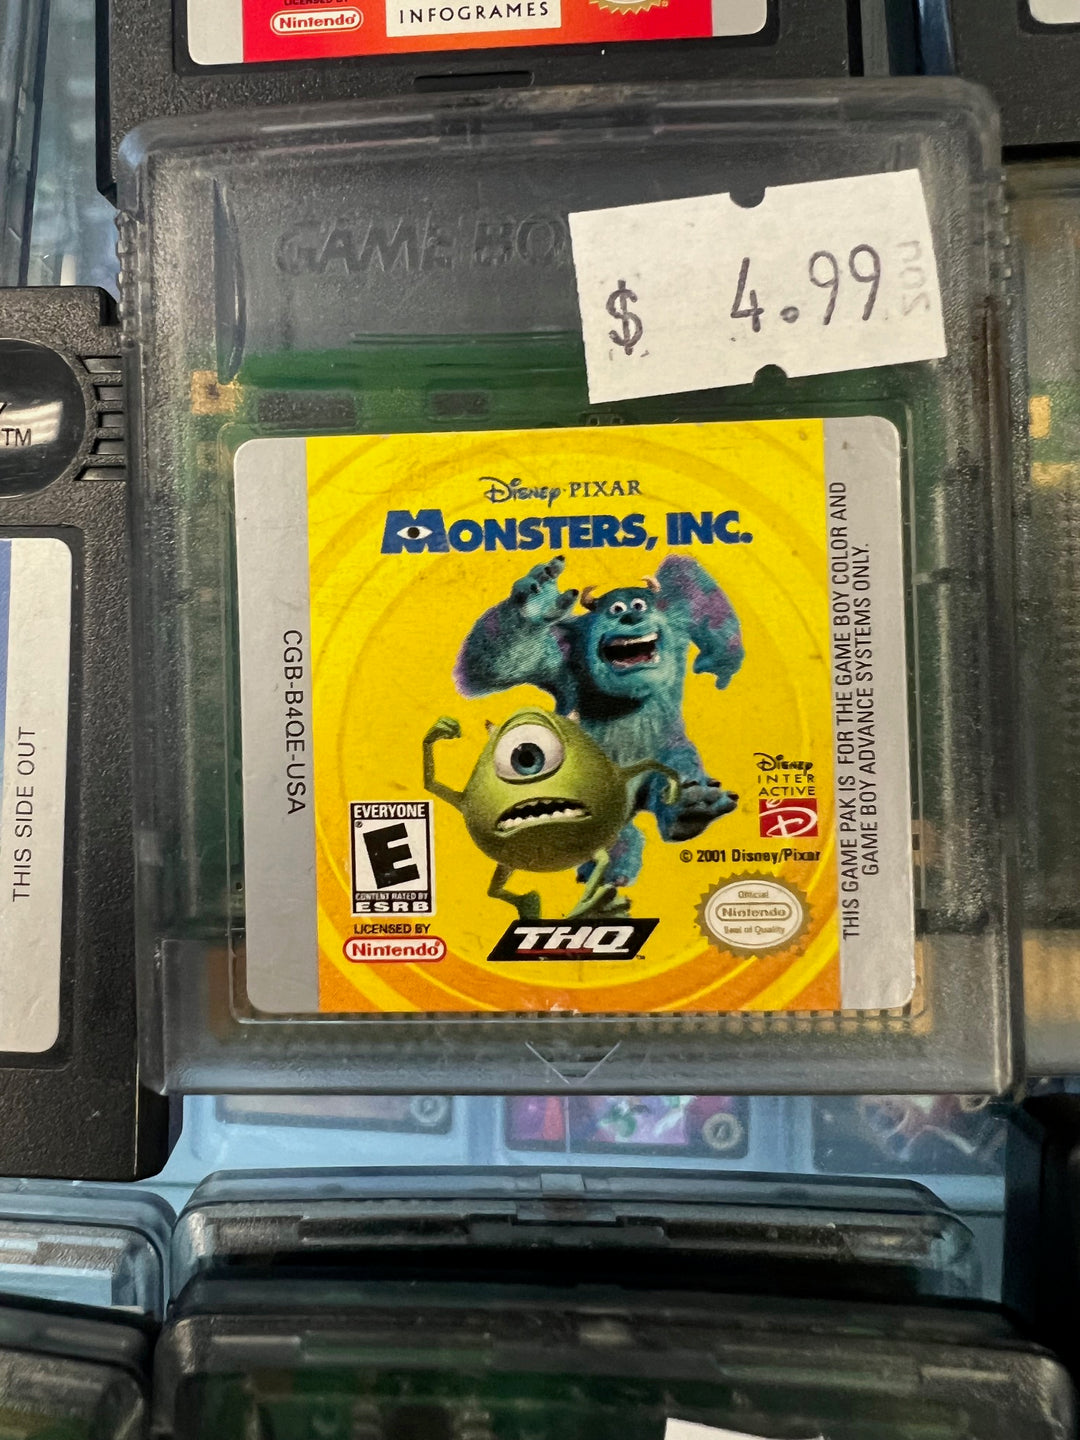 Nintendo
INFOGRAMES
GAME BO
$ 4.99
TM
THIS SIDE OUT
Disney·PIXAR
MONSTERS, INC.
CGB-B4QE-USA
EVERYONE
E
CONTENT RATED BY
ESRB
LICENSED BY
Nintendo
THQ
Disney
INTER
ACTIVE
D
© 2001 Disney/Pixar
Official
Nintendo
Seal of Quality
THIS GAME PAK IS FOR THE GAME BOY COLOR AND
GAME BOY ADVANCE SYSTEMS ONLY.